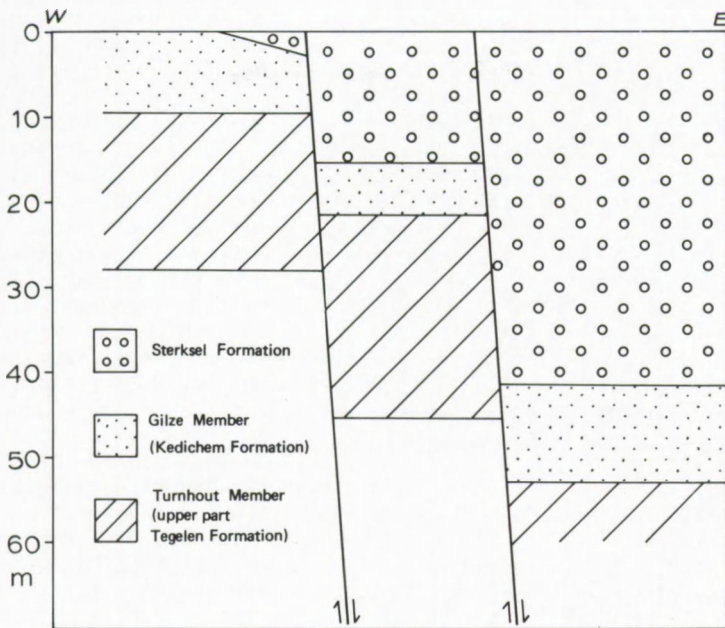 W
E
0
10
20
30
40
50
60
m
Sterksel Formation
Gilze Member
(Kedichem Formation)
Turnhout Member
(upper part
Tegelen Formation)